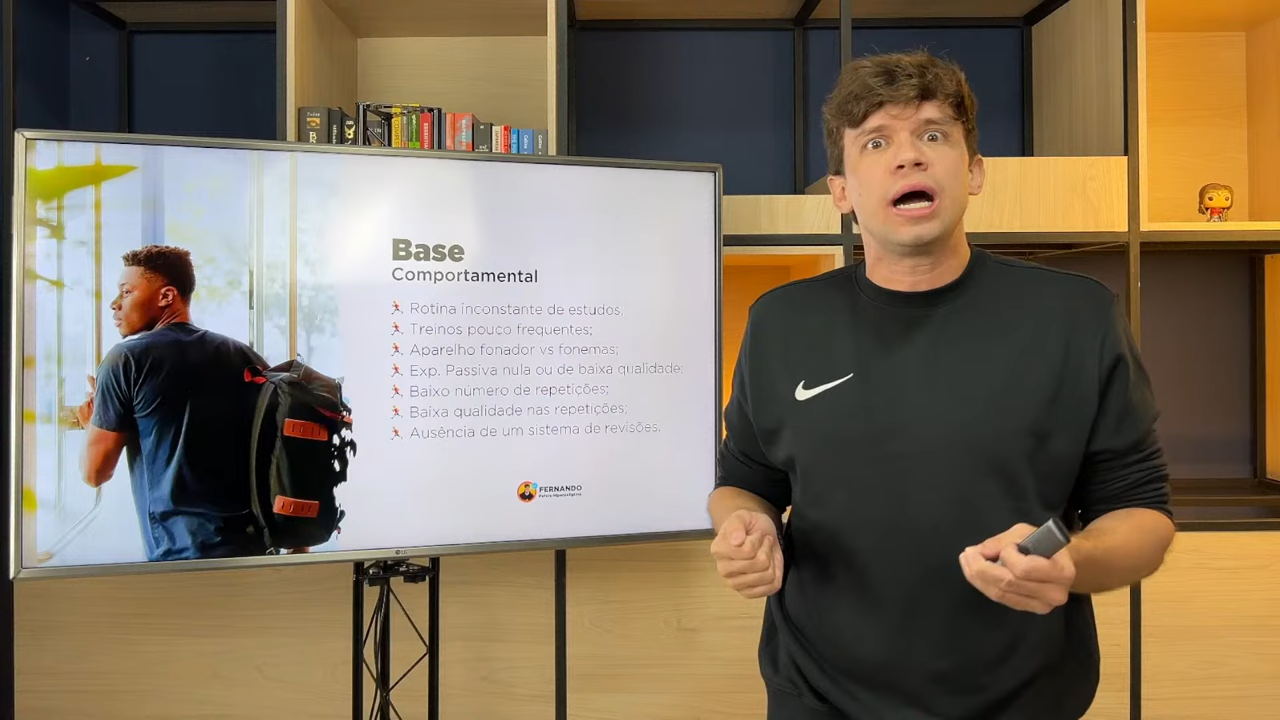 Base
Comportamental
Rotina inconstante de estudos;
Treinos pouco frequentes;
Aparelho fonador vs fonemas;
Exp. Passiva nula ou de baixa qualidade;
Baixo número de repetições;
Baixa qualidade nas repetições;
Ausência de um sistema de revisões.
FERNANDO
LG